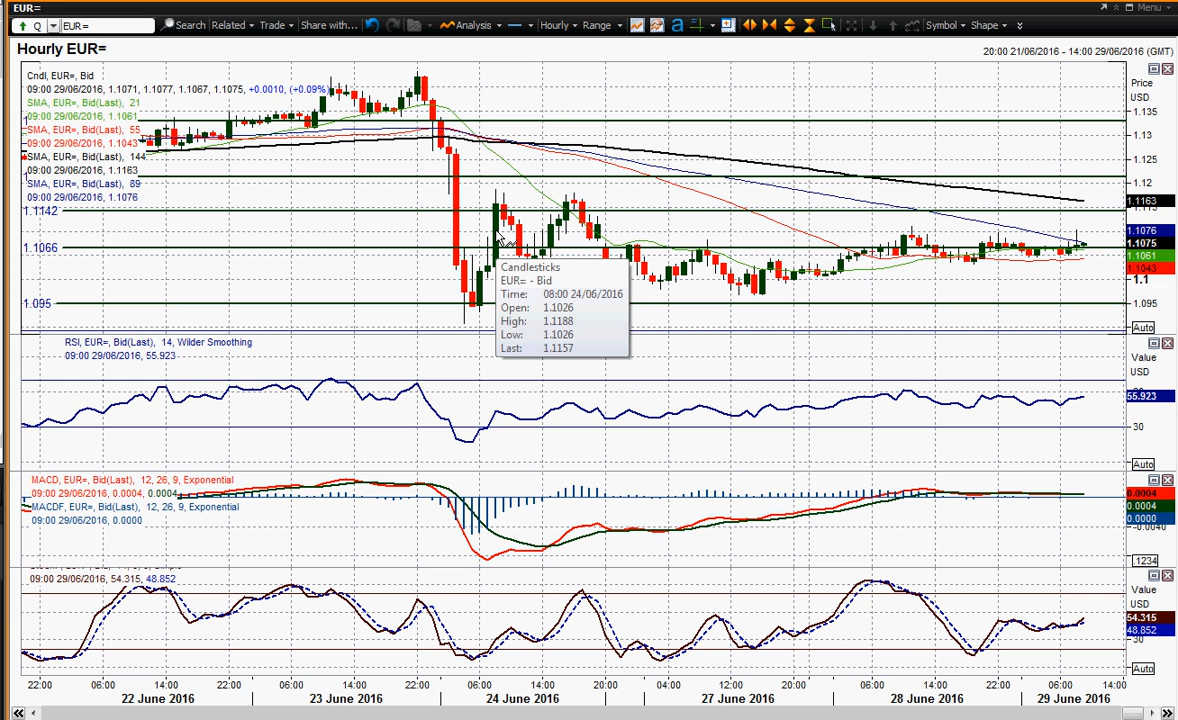 EUR=
Menu
Q EUR= Search Related Trade Share with... Analysis Hourly Range a Symbol Shape
Hourly EUR=
20:00 21/06/2016 - 14:00 29/06/2016 (GMT)
Cndl, EUR=, Bid
09:00 29/06/2016, 1.1071, 1.1077, 1.1067, 1.1075, +0.0010, (+0.09%)
SMA, EUR=, Bid(Last), 21
09:00 29/06/2016, 1.1061
SMA, EUR=, Bid(Last), 55
09:00 29/06/2016, 1.1043
SMA, EUR=, Bid(Last), 144
09:00 29/06/2016, 1.1163
SMA, EUR=, Bid(Last), 89
09:00 29/06/2016, 1.1076
1.1142
1.1066
1.095
Price
USD
1.135
1.13
1.125
1.12
1.1163
1.115
1.1076
1.1075
1.1061
1.1043
1.1
1.095
Auto
Candlesticks
EUR= - Bid
Time: 08:00 24/06/2016
Open: 1.1026
High: 1.1188
Low: 1.1026
Last: 1.1157
RSI, EUR=, Bid(Last), 14, Wilder Smoothing
09:00 29/06/2016, 55.923
Value
USD
55.923
30
Auto
MACD, EUR=, Bid(Last), 12, 26, 9, Exponential
09:00 29/06/2016, 0.0004, 0.0004
MACDF, EUR=, Bid(Last), 12, 26, 9, Exponential
09:00 29/06/2016, 0.0000
0.0004
0.0004
0.0000
-0.0040
.1234
09:00 29/06/2016, 54.315, 48.852
Value
USD
54.315
48.852
30
Auto
22:00 06:00 14:00 22:00 06:00 14:00 22:00 06:00 14:00 20:00 04:00 12:00 20:00 06:00 14:00 22:00 06:00 14:00
22 June 2016 23 June 2016 24 June 2016 27 June 2016 28 June 2016 29 June 2016